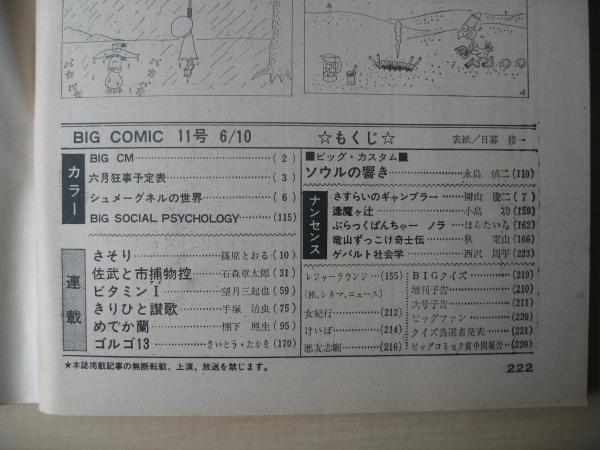 4
4
BIG COMIC 11号 6/10 ☆もくじ☆ 表紙/日暮 修一
カラー
BIG CM (2)
六月狂事予定表 (3)
シュメーグネルの世界 (6)
BIG SOCIAL PSYCHOLOGY (115)
連載
さそり 篠原とおる (10)
佐武と市捕物控 石森章太郎 (31)
ビタミンI 望月三起也 (59)
きりひと讃歌 手塚 治虫 (75)
めでか蘭 棚下 照生 (95)
ゴルゴ13 さいとう・たかを (170)
■ビッグ・カスタム■
ソウルの響き 永島 慎二 (119)
ナンセンス
さすらいのギャンブラー 園山 俊二 (7)
逢魔ヶ辻 小島 功 (159)
ぶらっくぱんちゃー ノラ はらたいら (162)
竜山ずっこけ奇士伝 秋 竜山 (166)
ゲバルト社会学 西沢 周平 (223)
レジャーラウンジ (155)
(旅、シネマ、ニュース)
女紀行 (212)
けいば (214)
悪友志願 (216)
BIGクイズ (219)
増刊予告 (210)
次号予告 (211)
ビッグファン (220)
クイズ当選者発表 (221)
ビッグコミック賞中間報告 (220)
★本誌掲載記事の無断転載、上演、放送を禁じます。
222